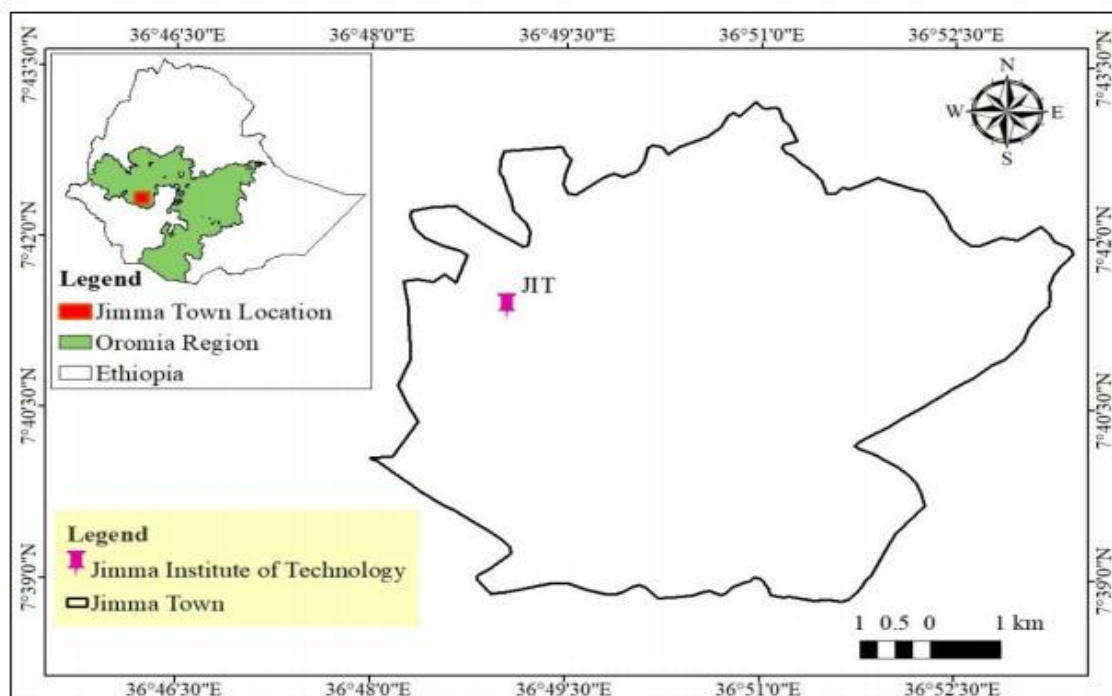 36°46'30"E 36°48'0"E 36°49'30"E 36°51'0"E 36°52'30"E
7°43'30"N
7°42'0"N
7°40'30"N
7°39'0"N
Legend
Jimma Town Location
Oromia Region
Ethiopia
N
W E
S
JIT
Legend
Jimma Institute of Technology
Jimma Town
7°43'30"N
7°42'0"N
7°40'30"N
7°39'0"N
1 0.5 0 1 km
36°46'30"E 36°48'0"E 36°49'30"E 36°51'0"E 36°52'30"E